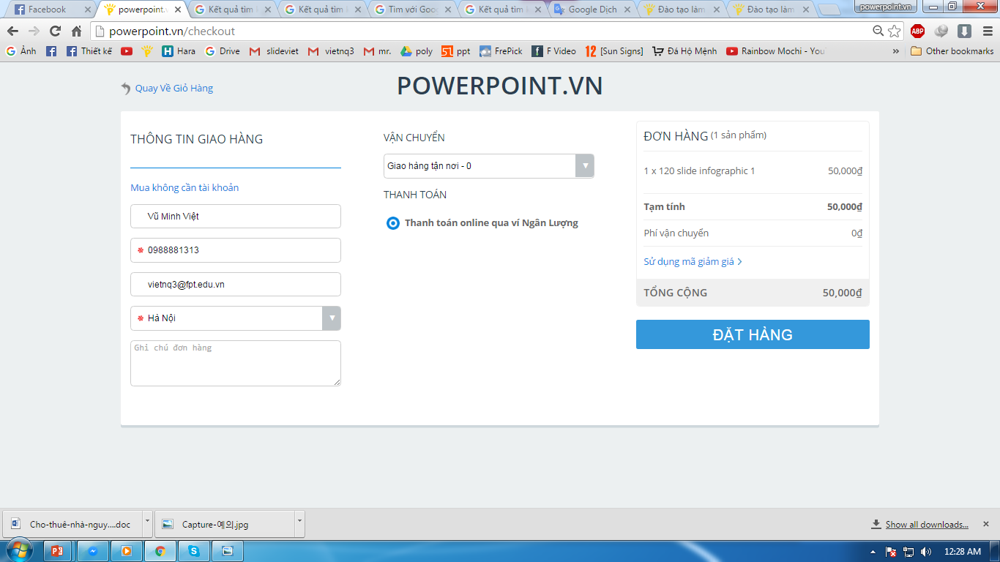 Facebook
powerpoint.v
Kết quả tìm k
Kết quả tìm k
Tìm với Goo
Kết quả tìm k
Google Dịch
Đào tạo làm
Đào tạo làm
powerpoint.vn
powerpoint.vn/checkout
ABP
Ảnh
Thiết kế
Hara
Drive
slideviet
vietnq3
mr.
poly
ppt
FrePick
F Video
[Sun Signs]
Đá Hộ Mệnh
Rainbow Mochi - You
»
Other bookmarks
Quay Về Giỏ Hàng
POWERPOINT.VN
THÔNG TIN GIAO HÀNG
Mua không cần tài khoản
Vũ Minh Việt
* 0988881313
vietnq3@fpt.edu.vn
* Hà Nội
Ghi chú đơn hàng
VẬN CHUYỂN
Giao hàng tận nơi - 0
THANH TOÁN
Thanh toán online qua ví Ngân Lượng
ĐƠN HÀNG (1 sản phẩm)
1 x 120 slide infographic 1 50,000₫
Tạm tính 50,000₫
Phí vận chuyển 0₫
Sử dụng mã giảm giá >
TỔNG CỘNG 50,000₫
ĐẶT HÀNG
Cho-thuê-nhà-nguy....doc
Capture-예의.jpg
Show all downloads...
12:28 AM